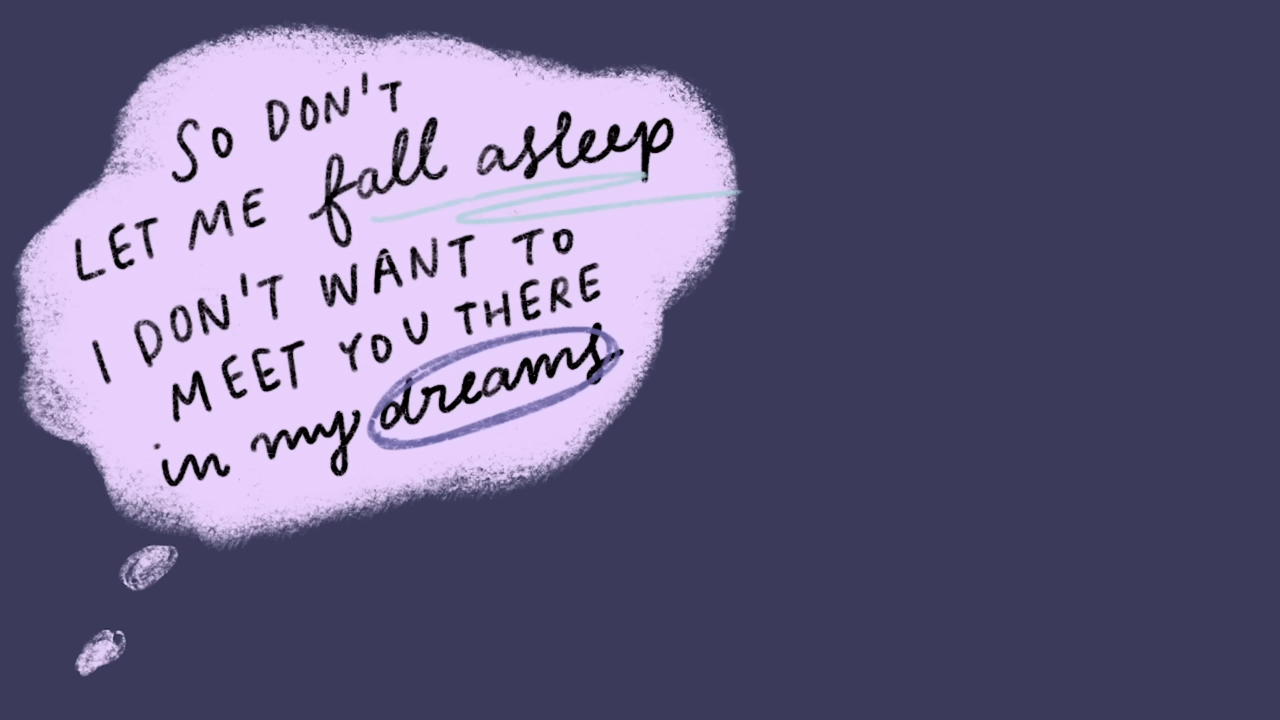 So DON'T
LET ME fall asleep
I DON'T WANT TO
MEET YOU THERE
in my dreams